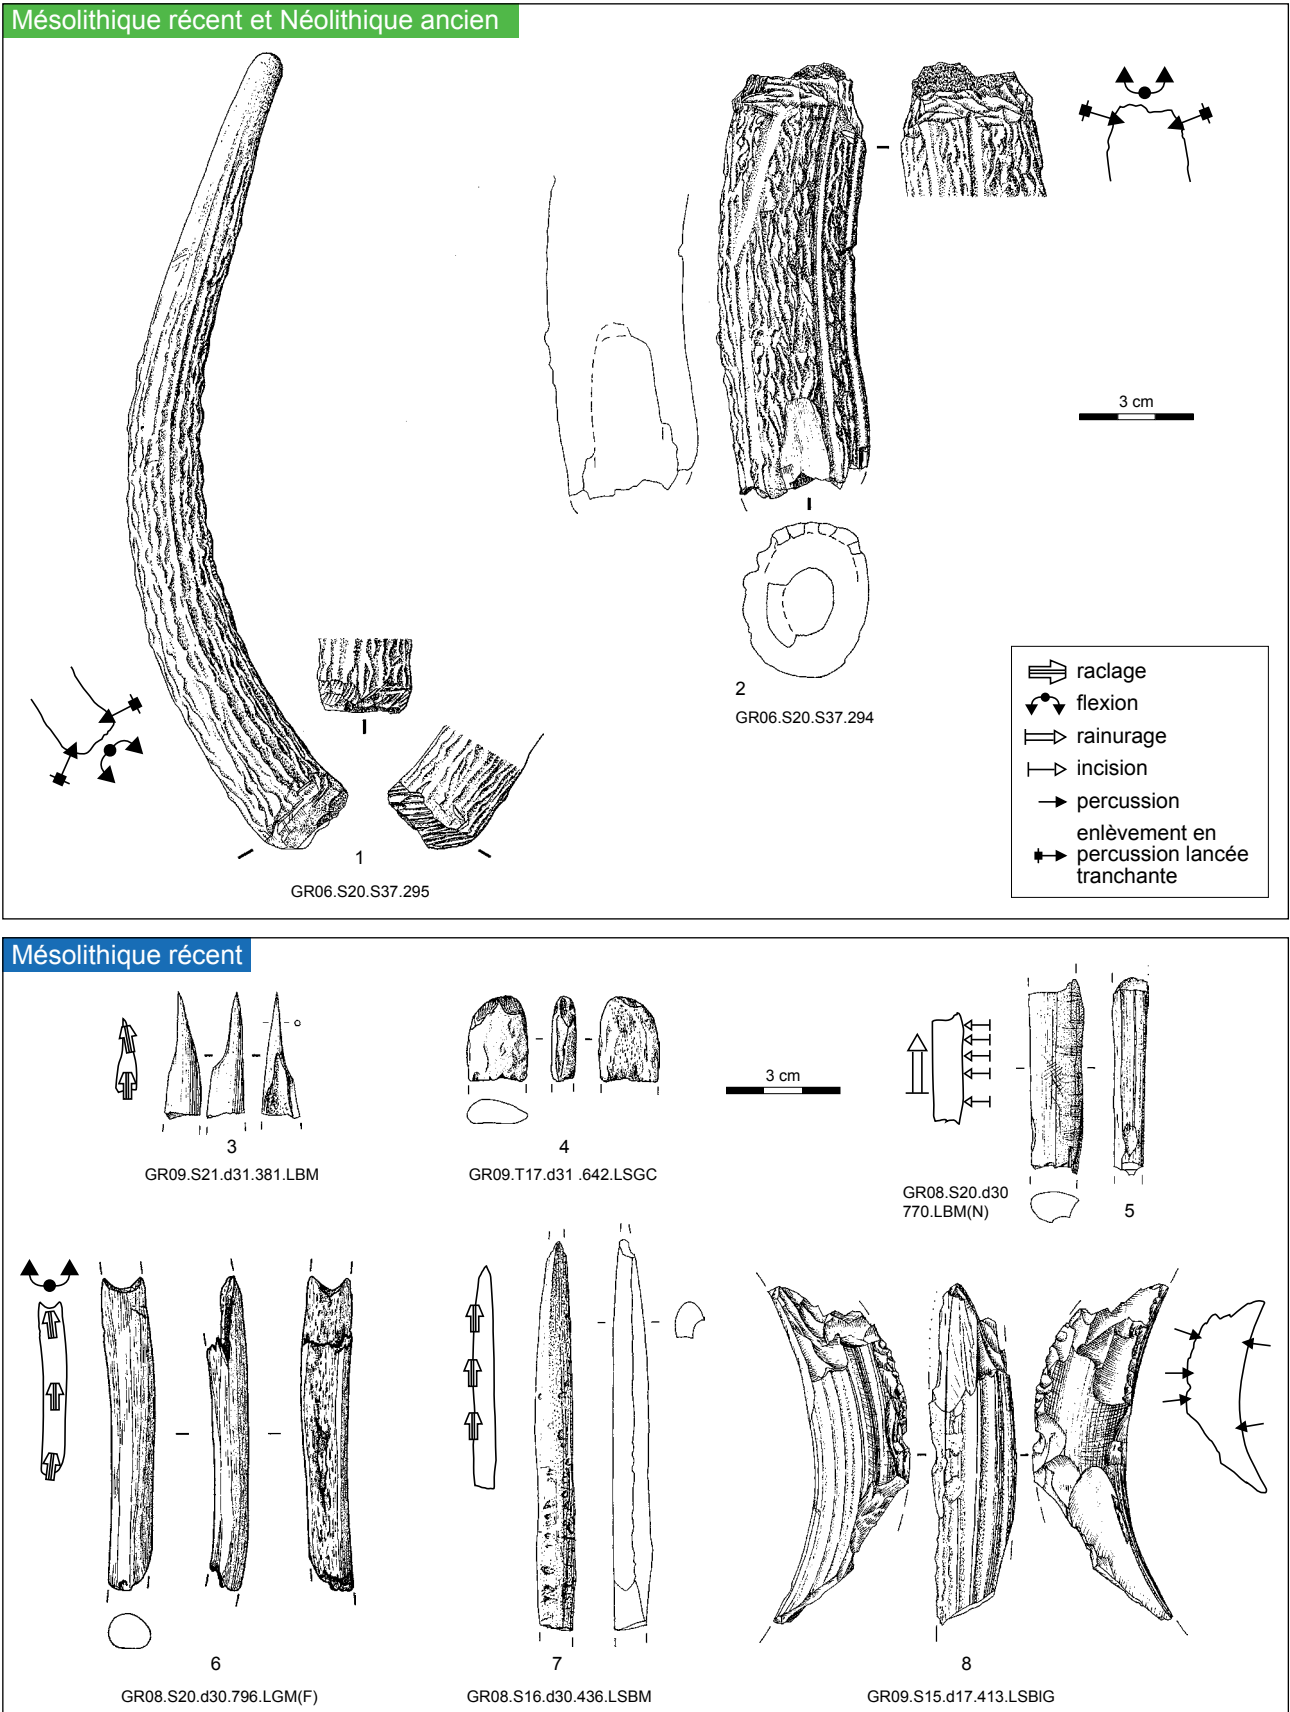 Mésolithique récent et Néolithique ancien
3 cm
1
GR06.S20.S37.295
2
GR06.S20.S37.294
raclage
flexion
rainurage
incision
percussion
enlèvement en
percussion lancée
tranchante
Mésolithique récent
3
GR09.S21.d31.381.LBM
4
GR09.T17.d31 .642.LSGC
3 cm
GR08.S20.d30
770.LBM(N)
5
6
GR08.S20.d30.796.LGM(F)
7
GR08.S16.d30.436.LSBM
8
GR09.S15.d17.413.LSBIG